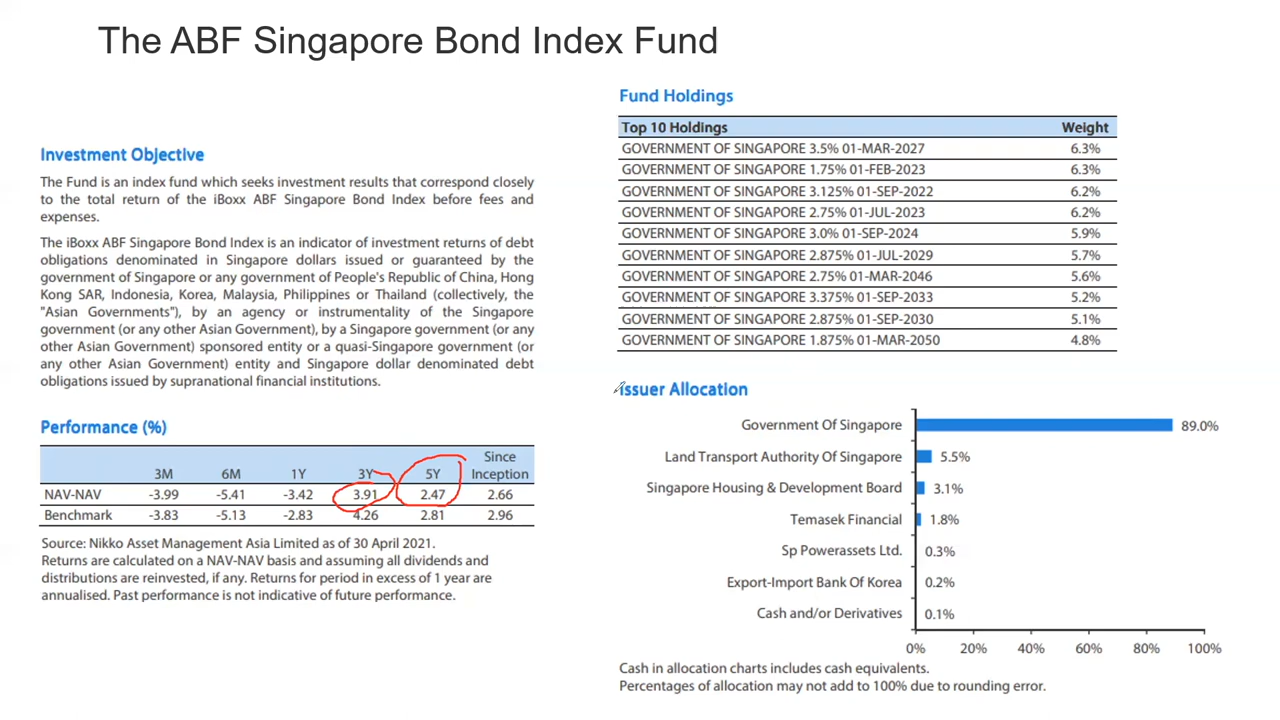 The ABF Singapore Bond Index Fund
Investment Objective
The Fund is an index fund which seeks investment results that correspond closely
to the total return of the iBoxx ABF Singapore Bond Index before fees and
expenses.
The iBoxx ABF Singapore Bond Index is an indicator of investment returns of debt
obligations denominated in Singapore dollars issued or guaranteed by the
government of Singapore or any government of People's Republic of China, Hong
Kong SAR, Indonesia, Korea, Malaysia, Philippines or Thailand (collectively, the
"Asian Governments"), by an agency or instrumentality of the Singapore
government (or any other Asian Government), by a Singapore government (or any
other Asian Government) sponsored entity or a quasi-Singapore government (or
any other Asian Government) entity and Singapore dollar denominated debt
obligations issued by supranational financial institutions.
Performance (%)
3M 6M 1Y 3Y 5Y Since Inception
NAV-NAV -3.99 -5.41 -3.42 3.91 2.47 2.66
Benchmark -3.83 -5.13 -2.83 4.26 2.81 2.96
Source: Nikko Asset Management Asia Limited as of 30 April 2021.
Returns are calculated on a NAV-NAV basis and assuming all dividends and
distributions are reinvested, if any. Returns for period in excess of 1 year are
annualised. Past performance is not indicative of future performance.
Fund Holdings
Top 10 Holdings Weight
GOVERNMENT OF SINGAPORE 3.5% 01-MAR-2027 6.3%
GOVERNMENT OF SINGAPORE 1.75% 01-FEB-2023 6.3%
GOVERNMENT OF SINGAPORE 3.125% 01-SEP-2022 6.2%
GOVERNMENT OF SINGAPORE 2.75% 01-JUL-2023 6.2%
GOVERNMENT OF SINGAPORE 3.0% 01-SEP-2024 5.9%
GOVERNMENT OF SINGAPORE 2.875% 01-JUL-2029 5.7%
GOVERNMENT OF SINGAPORE 2.75% 01-MAR-2046 5.6%
GOVERNMENT OF SINGAPORE 3.375% 01-SEP-2033 5.2%
GOVERNMENT OF SINGAPORE 2.875% 01-SEP-2030 5.1%
GOVERNMENT OF SINGAPORE 1.875% 01-MAR-2050 4.8%
Issuer Allocation
Government Of Singapore 89.0%
Land Transport Authority Of Singapore 5.5%
Singapore Housing & Development Board 3.1%
Temasek Financial 1.8%
Sp Powerassets Ltd. 0.3%
Export-Import Bank Of Korea 0.2%
Cash and/or Derivatives 0.1%
0% 20% 40% 60% 80% 100%
Cash in allocation charts includes cash equivalents.
Percentages of allocation may not add to 100% due to rounding error.